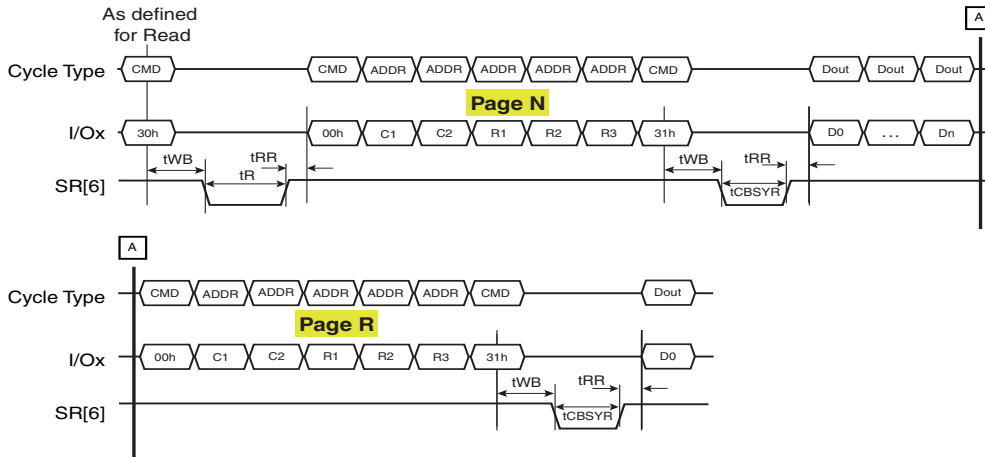 As defined
for Read
A
Cycle Type CMD CMD ADDR ADDR ADDR ADDR ADDR CMD Dout Dout Dout
Page N
I/Ox 30h 00h C1 C2 R1 R2 R3 31h D0 ... Dn
tWB tRR tWB tRR
SR[6] tR tCBSYR
A
Cycle Type CMD ADDR ADDR ADDR ADDR ADDR CMD Dout
Page R
I/Ox 00h C1 C2 R1 R2 R3 31h D0
tWB tRR
SR[6] tCBSYR